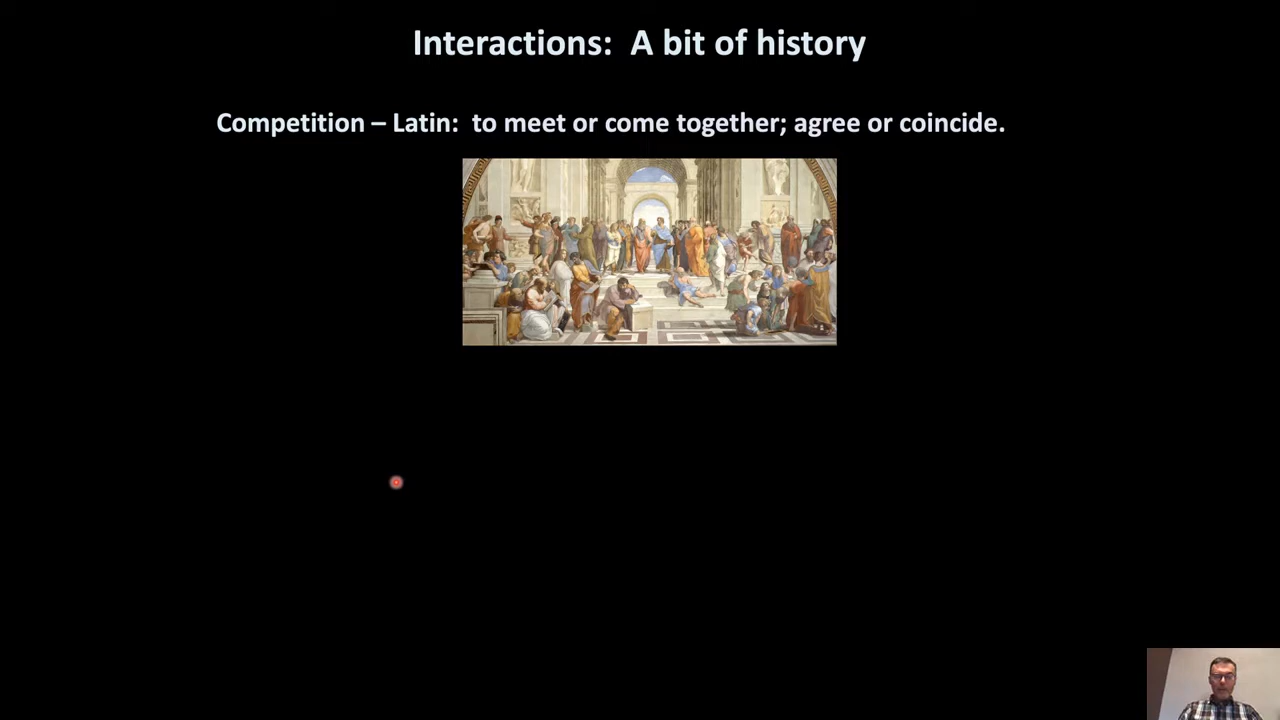 Interactions:  A bit of history
Competition – Latin:  to meet or come together; agree or coincide.